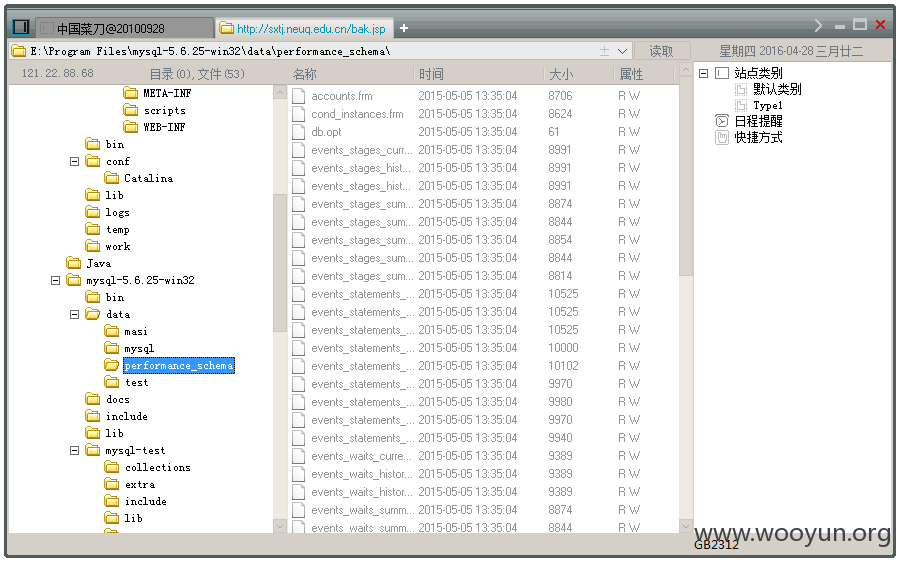 中国菜刀@20100928 http://sxtj.neuq.edu.cn/bak.jsp +
E:\Program Files\mysql-5.6.25-win32\data\performance_schema\ 读取 星期四 2016-04-28 三月廿二
121.22.88.68 目录(0),文件(53) 名称 时间 大小 属性
META-INF
scripts
WEB-INF
bin
conf
Catalina
lib
logs
temp
work
Java
mysql-5.6.25-win32
bin
data
masi
mysql
performance_schema
test
docs
include
lib
mysql-test
collections
extra
include
lib
accounts.frm 2015-05-05 13:35:04 8706 R W
cond_instances.frm 2015-05-05 13:35:04 8624 R W
db.opt 2015-05-05 13:35:04 61 R W
events_stages_curr... 2015-05-05 13:35:04 8991 R W
events_stages_hist... 2015-05-05 13:35:04 8991 R W
events_stages_hist... 2015-05-05 13:35:04 8991 R W
events_stages_sum... 2015-05-05 13:35:04 8874 R W
events_stages_sum... 2015-05-05 13:35:04 8844 R W
events_stages_sum... 2015-05-05 13:35:04 8854 R W
events_stages_sum... 2015-05-05 13:35:04 8844 R W
events_stages_sum... 2015-05-05 13:35:04 8814 R W
events_statements_... 2015-05-05 13:35:04 10525 R W
events_statements_... 2015-05-05 13:35:04 10525 R W
events_statements_... 2015-05-05 13:35:04 10525 R W
events_statements_... 2015-05-05 13:35:04 10000 R W
events_statements_... 2015-05-05 13:35:04 10102 R W
events_statements_... 2015-05-05 13:35:04 9970 R W
events_statements_... 2015-05-05 13:35:04 9980 R W
events_statements_... 2015-05-05 13:35:04 9970 R W
events_statements_... 2015-05-05 13:35:04 9940 R W
events_waits_curre... 2015-05-05 13:35:04 9389 R W
events_waits_histor... 2015-05-05 13:35:04 9389 R W
events_waits_histor... 2015-05-05 13:35:04 9389 R W
events_waits_summ... 2015-05-05 13:35:04 8874 R W
events_waits_summ... 2015-05-05 13:35:04 8844 R W
站点类别
默认类别
Type1
日程提醒
快捷方式
www.wooyun.org
GB2312